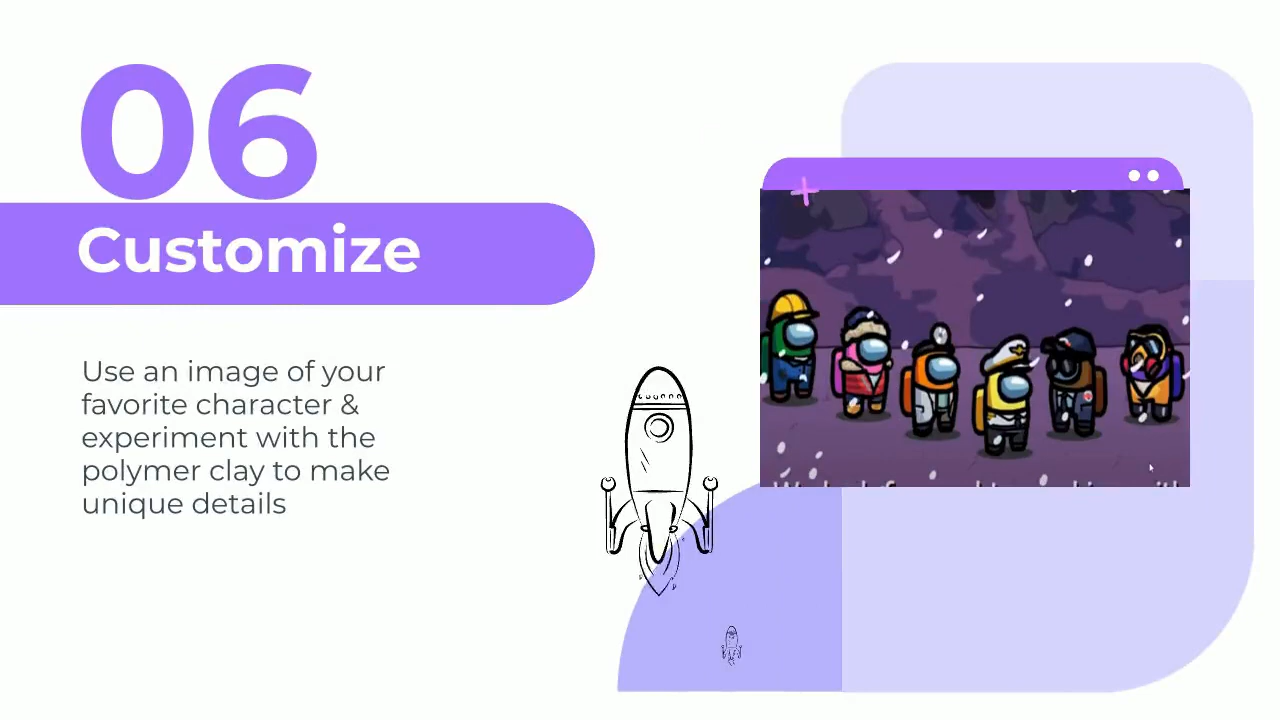 06
Customize
Use an image of your
favorite character &
experiment with the
polymer clay to make
unique details